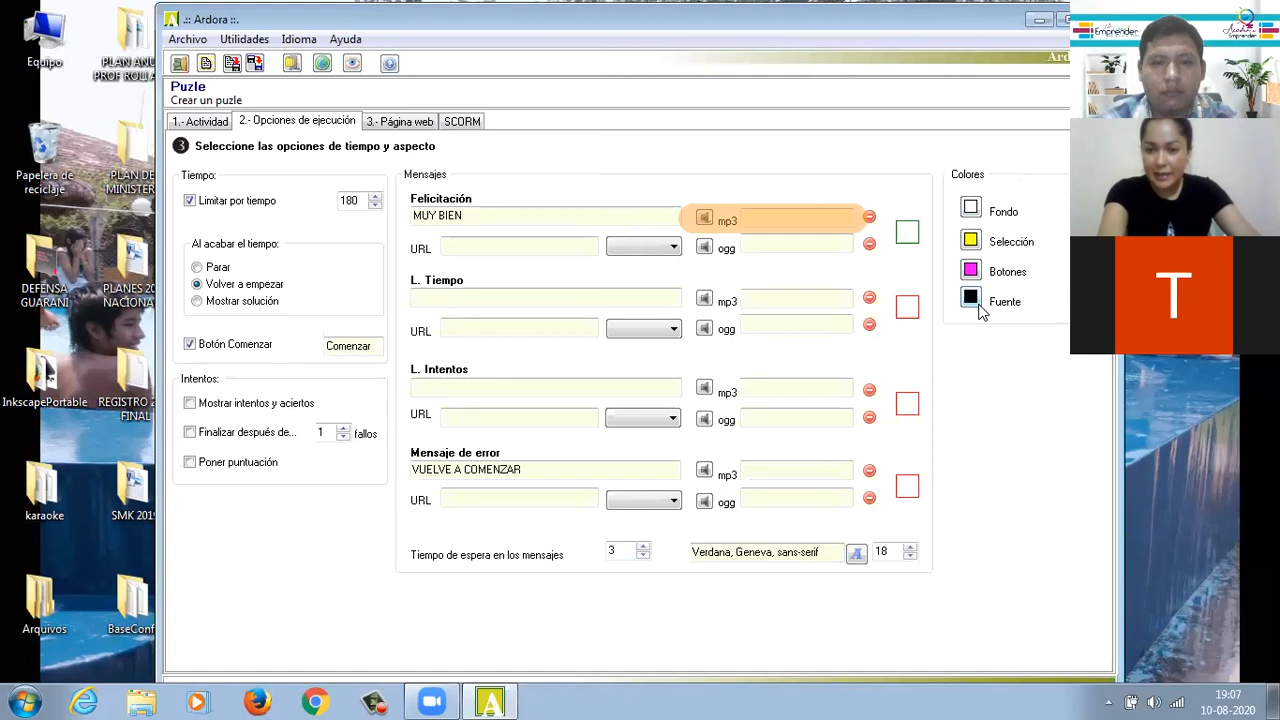 Equipo
PLAN ANU
PROF ROLLA
Papelera de
reciclaje
PLAN DE
MINISTER
DEFENSA
GUARANI
PLANES 20
NACIONA
InkscapePortable
REGISTRO 2
FINAL
karaoke
SMK 201
Arquivos
BaseConf
.:: Ardora ::.
Archivo Utilidades Idioma Ayuda
Ard
Puzle
Crear un puzle
1.- Actividad 2.- Opciones de ejecución 3.- Página web SCORM
3 Seleccione las opciones de tiempo y aspecto
Tiempo:
Limitar por tiempo 180
Al acabar el tiempo:
Parar
Volver a empezar
Mostrar solución
Botón Comenzar Comenzar
Intentos:
Mostrar intentos y aciertos
Finalizar después de... 1 fallos
Poner puntuación
Mensajes
Felicitación
MUY BIEN mp3
URL ogg
L. Tiempo
mp3
URL ogg
L. Intentos
mp3
URL ogg
Mensaje de error
VUELVE A COMENZAR mp3
URL ogg
Tiempo de espera en los mensajes 3 Verdana, Geneva, sans-serif A 18
Colores
Fondo
Selección
Botones
Fuente
Emprender
Emprender
T
19:07
10-08-2020